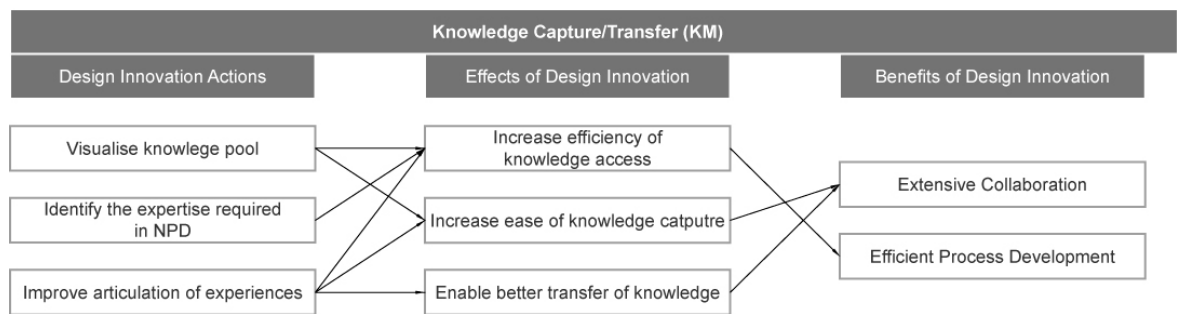 Knowledge Capture/Transfer (KM)
Design Innovation Actions
Effects of Design Innovation
Benefits of Design Innovation
Visualise knowlege pool
Increase efficiency of
knowledge access
Extensive Collaboration
Identify the expertise required
in NPD
Increase ease of knowledge catputre
Efficient Process Development
Improve articulation of experiences
Enable better transfer of knowledge